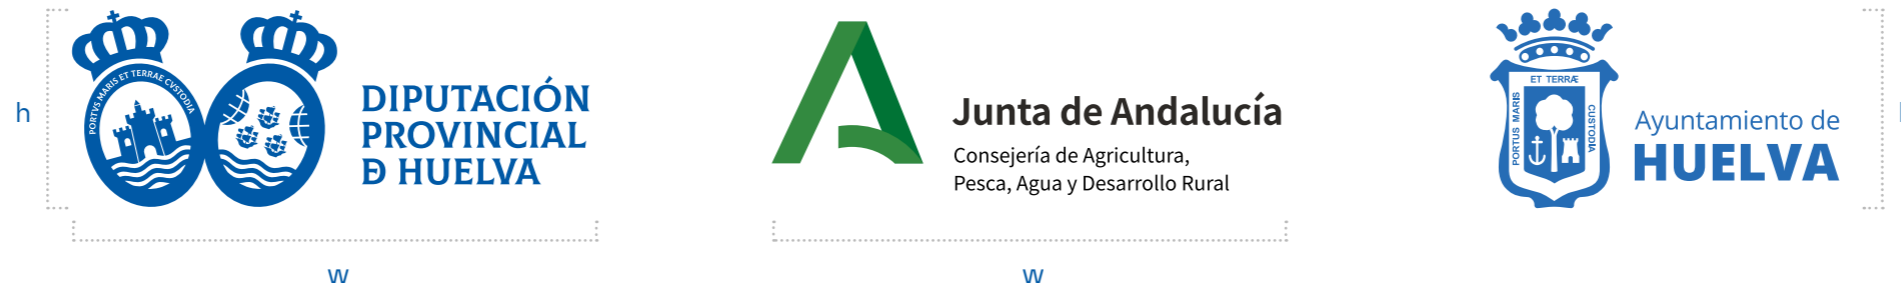 h
PORTVS MARIS ET TERRAE CVSTODIA
DIPUTACIÓN
PROVINCIAL
Đ HUELVA
w
Junta de Andalucía
Consejería de Agricultura,
Pesca, Agua y Desarrollo Rural
w
PORTUS MARIS
ET TERRÆ
CUSTODIA
Ayuntamiento de
HUELVA